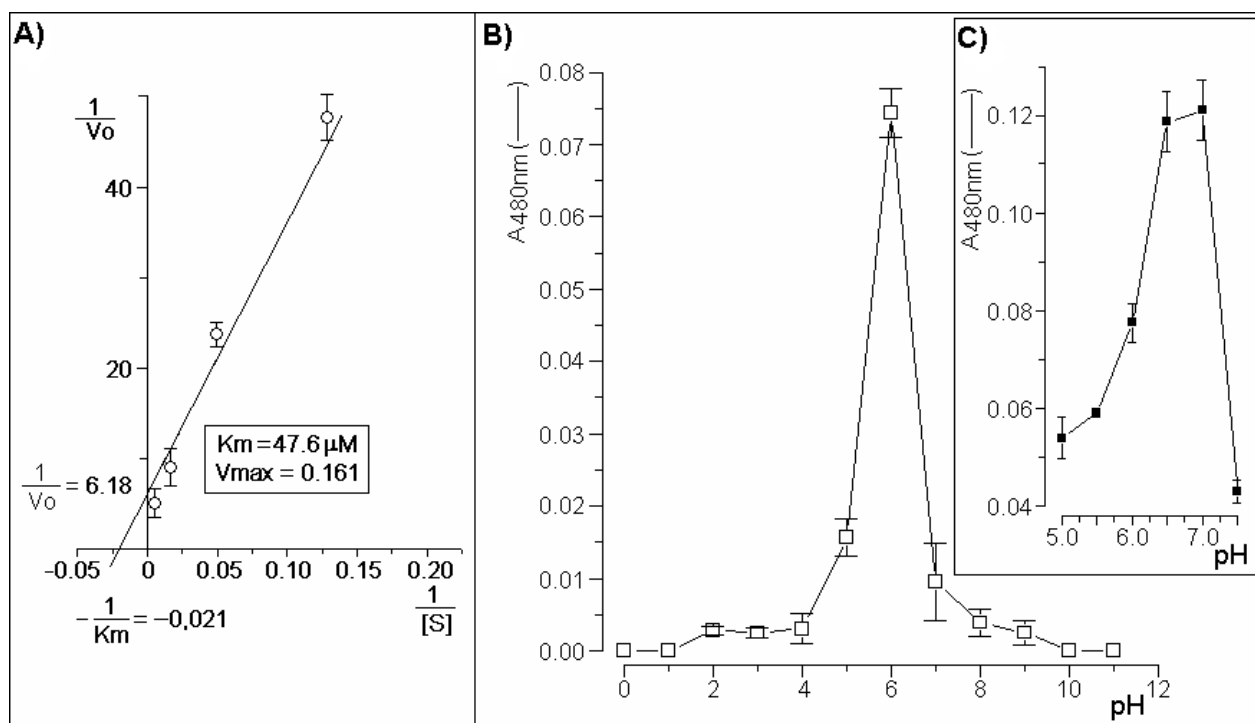 A)
1
Vo
40
20
1
Vo = 6.18
Km = 47.6 µM
Vmax = 0.161
-0.05 0 0.05 0.10 0.15 0.20
1
[S]
- 1 = -0,021
Km
B)
A480nm(——)
0.08
0.07
0.06
0.05
0.04
0.03
0.02
0.01
0.00
0 2 4 6 8 10 12
pH
C)
A480nm(——)
0.12
0.10
0.08
0.06
0.04
5.0 6.0 7.0
pH